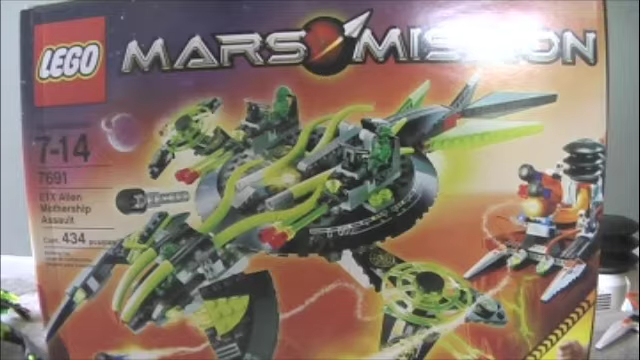 LEGO
MARS MISSION
7-14
7691
ETX Alien
Mothership
Assault
434